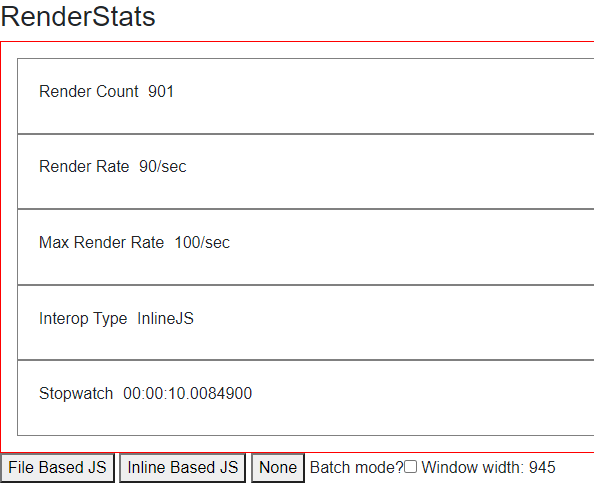 RenderStats
Render Count 901
Render Rate 90/sec
Max Render Rate 100/sec
Interop Type InlineJS
Stopwatch 00:00:10.0084900
File Based JS Inline Based JS None Batch mode? Window width: 945